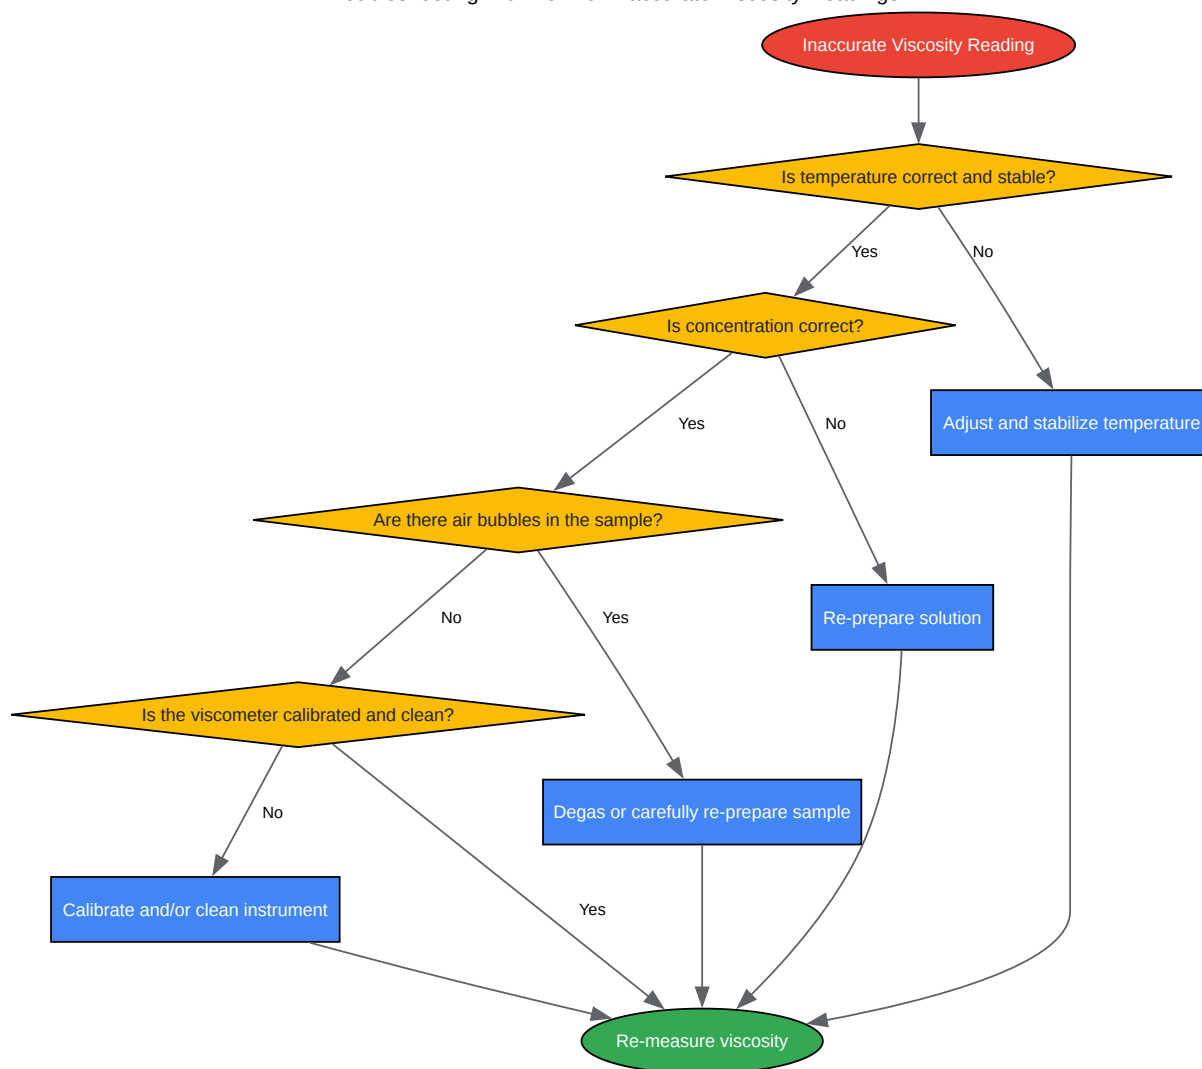 Inaccurate Viscosity Reading
Is temperature correct and stable?
Yes
No
Is concentration correct?
Yes
No
Adjust and stabilize temperature
Are there air bubbles in the sample?
No
Yes
Re-prepare solution
Is the viscometer calibrated and clean?
No
Yes
Degas or carefully re-prepare sample
Calibrate and/or clean instrument
Re-measure viscosity